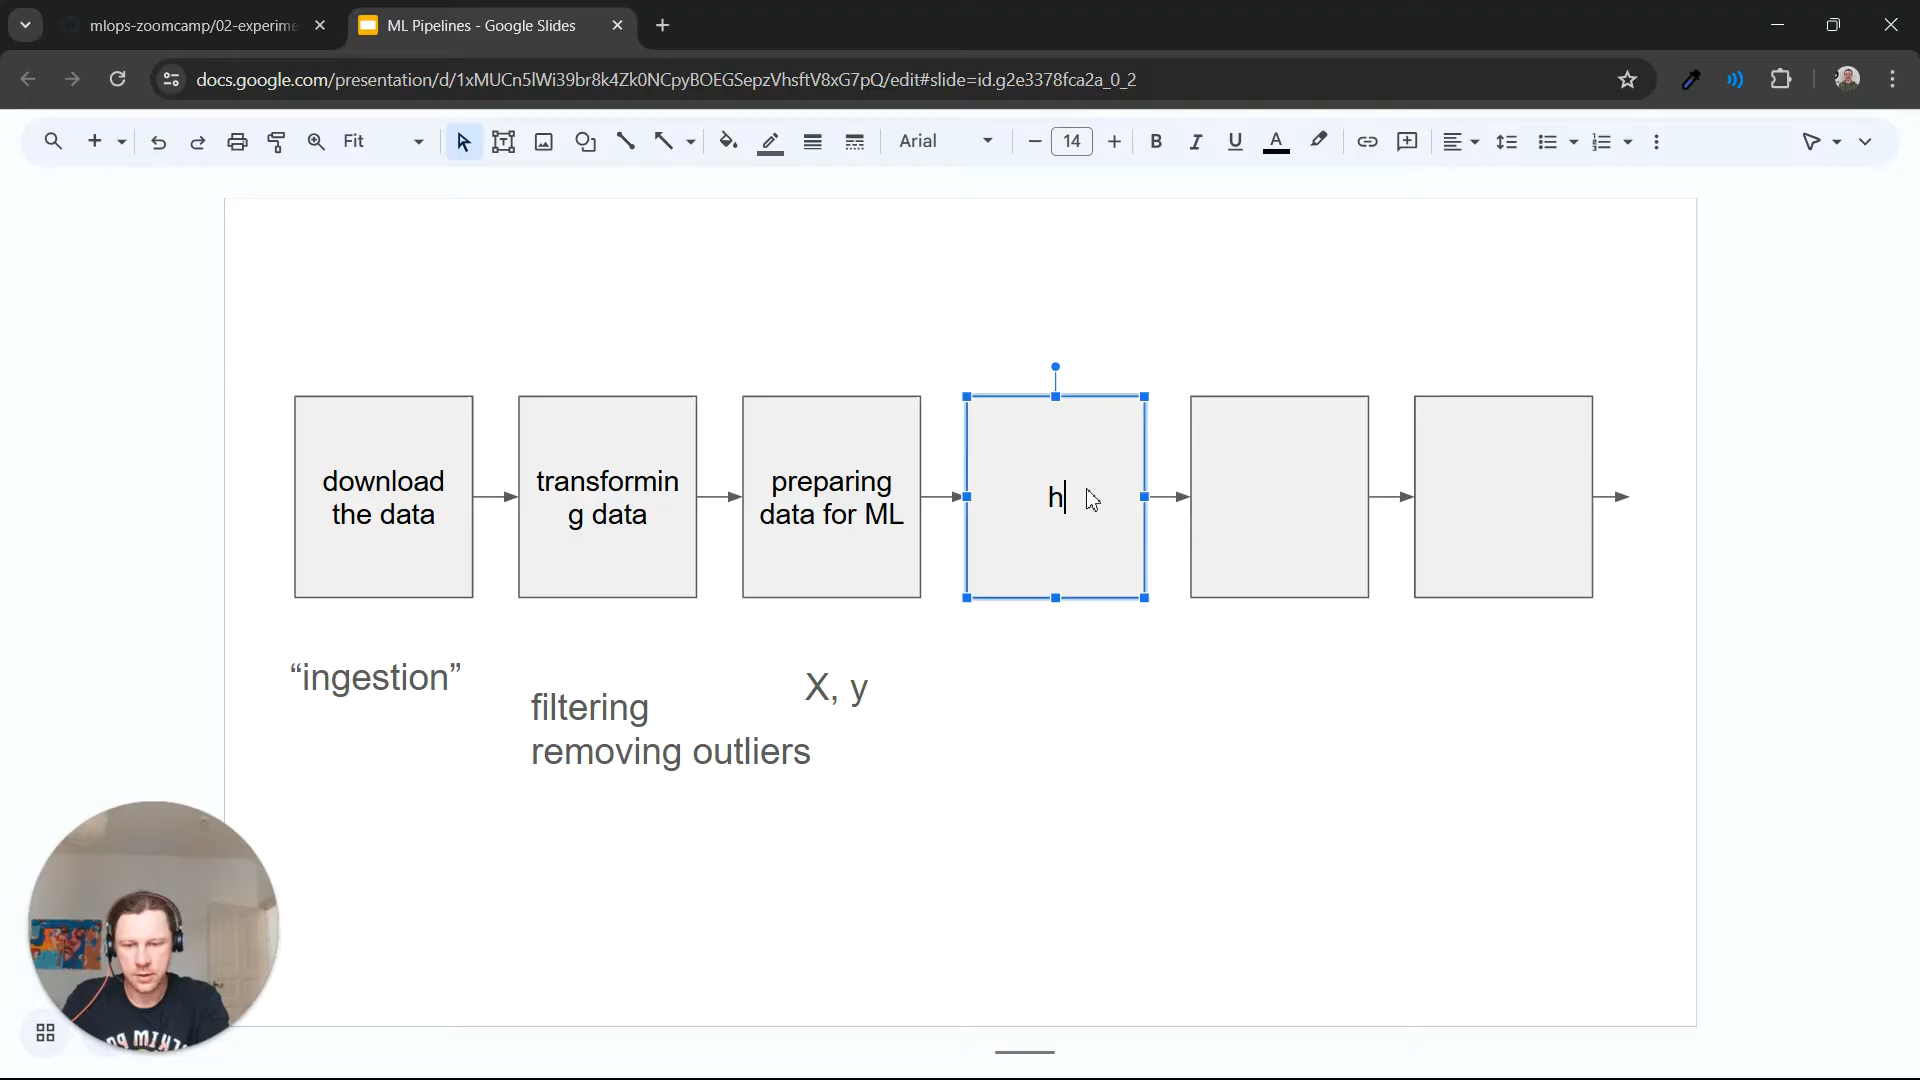 mlops-zoomcamp/02-experime
ML Pipelines - Google Slides
docs.google.com/presentation/d/1xMUCn5lWi39br8k4Zk0NCpyBOEGSepzVhsftV8xG7pQ/edit#slide=id.g2e3378fca2a_0_2
Fit
Arial
14
B
I
U
A
download
the data
transformin
g data
preparing
data for ML
h
“ingestion”
filtering
removing outliers
X, y